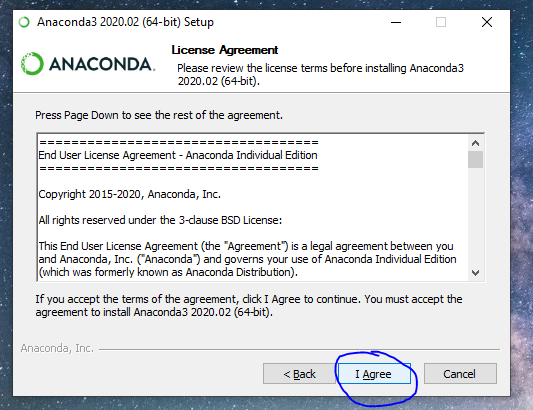 Anaconda3 2020.02 (64-bit) Setup
License Agreement
Please review the license terms before installing Anaconda3
2020.02 (64-bit).
ANACONDA.
Press Page Down to see the rest of the agreement.
===================================
End User License Agreement - Anaconda Individual Edition
===================================
Copyright 2015-2020, Anaconda, Inc.
All rights reserved under the 3-clause BSD License:
This End User License Agreement (the "Agreement") is a legal agreement between you
and Anaconda, Inc. ("Anaconda") and governs your use of Anaconda Individual Edition
(which was formerly known as Anaconda Distribution).
If you accept the terms of the agreement, click I Agree to continue. You must accept the
agreement to install Anaconda3 2020.02 (64-bit).
Anaconda, Inc.
< Back
I Agree
Cancel